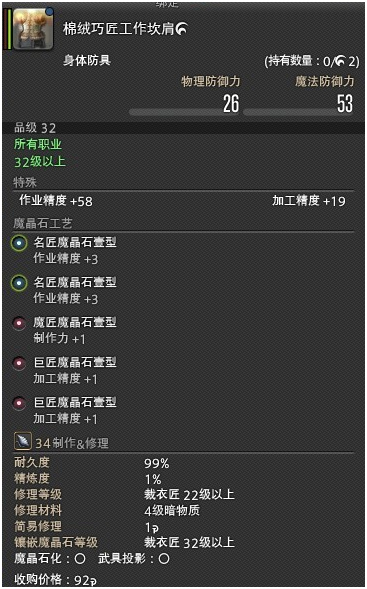 绑定
棉绒巧匠工作坎肩
身体防具 (持有数量：0/ 2)
物理防御力 魔法防御力
26 53
品级 32
所有职业
32级以上
特殊
作业精度 +58 加工精度 +19
魔晶石工艺
名匠魔晶石壹型
作业精度 +3
名匠魔晶石壹型
作业精度 +3
魔匠魔晶石壹型
制作力 +1
巨匠魔晶石壹型
加工精度 +1
巨匠魔晶石壹型
加工精度 +1
34 制作&修理
耐久度 99%
精炼度 1%
修理等级 裁衣匠 22级以上
修理材料 4级暗物质
简易修理 1
镶嵌魔晶石等级 裁衣匠 32级以上
魔晶石化：○ 武具投影：○
收购价格：92